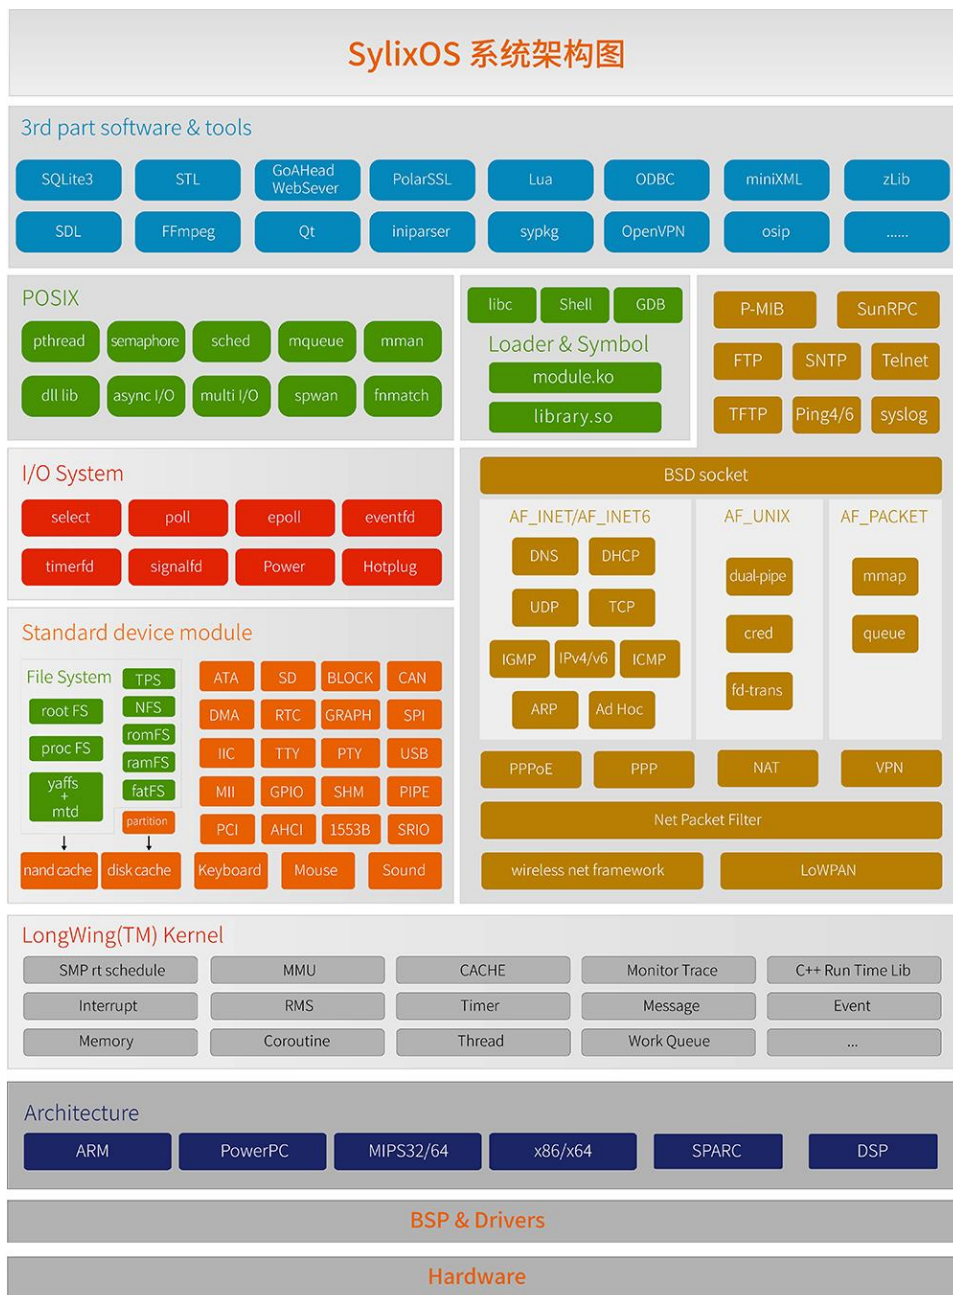 SylixOS 系统架构图
3rd part software & tools
SQLite3
STL
GoAHead
WebSever
PolarSSL
Lua
ODBC
miniXML
zLib
SDL
FFmpeg
Qt
iniparser
sypkg
OpenVPN
osip
......
POSIX
pthread
semaphore
sched
mqueue
mman
dll lib
async I/O
multi I/O
spwan
fnmatch
libc
Shell
GDB
Loader & Symbol
module.ko
library.so
P-MIB
SunRPC
FTP
SNTP
Telnet
TFTP
Ping4/6
syslog
I/O System
select
poll
epoll
eventfd
timerfd
signalfd
Power
Hotplug
BSD socket
AF_INET/AF_INET6
DNS
DHCP
UDP
TCP
IGMP
IPv4/v6
ICMP
ARP
Ad Hoc
AF_UNIX
dual-pipe
cred
fd-trans
AF_PACKET
mmap
queue
PPPoE
PPP
NAT
VPN
Net Packet Filter
wireless net framework
LoWPAN
Standard device module
File System
root FS
proc FS
yaffs
+
mtd
TPS
NFS
romFS
ramFS
fatFS
partition
nand cache
disk cache
ATA
SD
BLOCK
CAN
DMA
RTC
GRAPH
SPI
IIC
TTY
PTY
USB
MII
GPIO
SHM
PIPE
PCI
AHCI
1553B
SRIO
Keyboard
Mouse
Sound
LongWing(TM) Kernel
SMP rt schedule
MMU
CACHE
Monitor Trace
C++ Run Time Lib
Interrupt
RMS
Timer
Message
Event
Memory
Coroutine
Thread
Work Queue
...
Architecture
ARM
PowerPC
MIPS32/64
x86/x64
SPARC
DSP
BSP & Drivers
Hardware